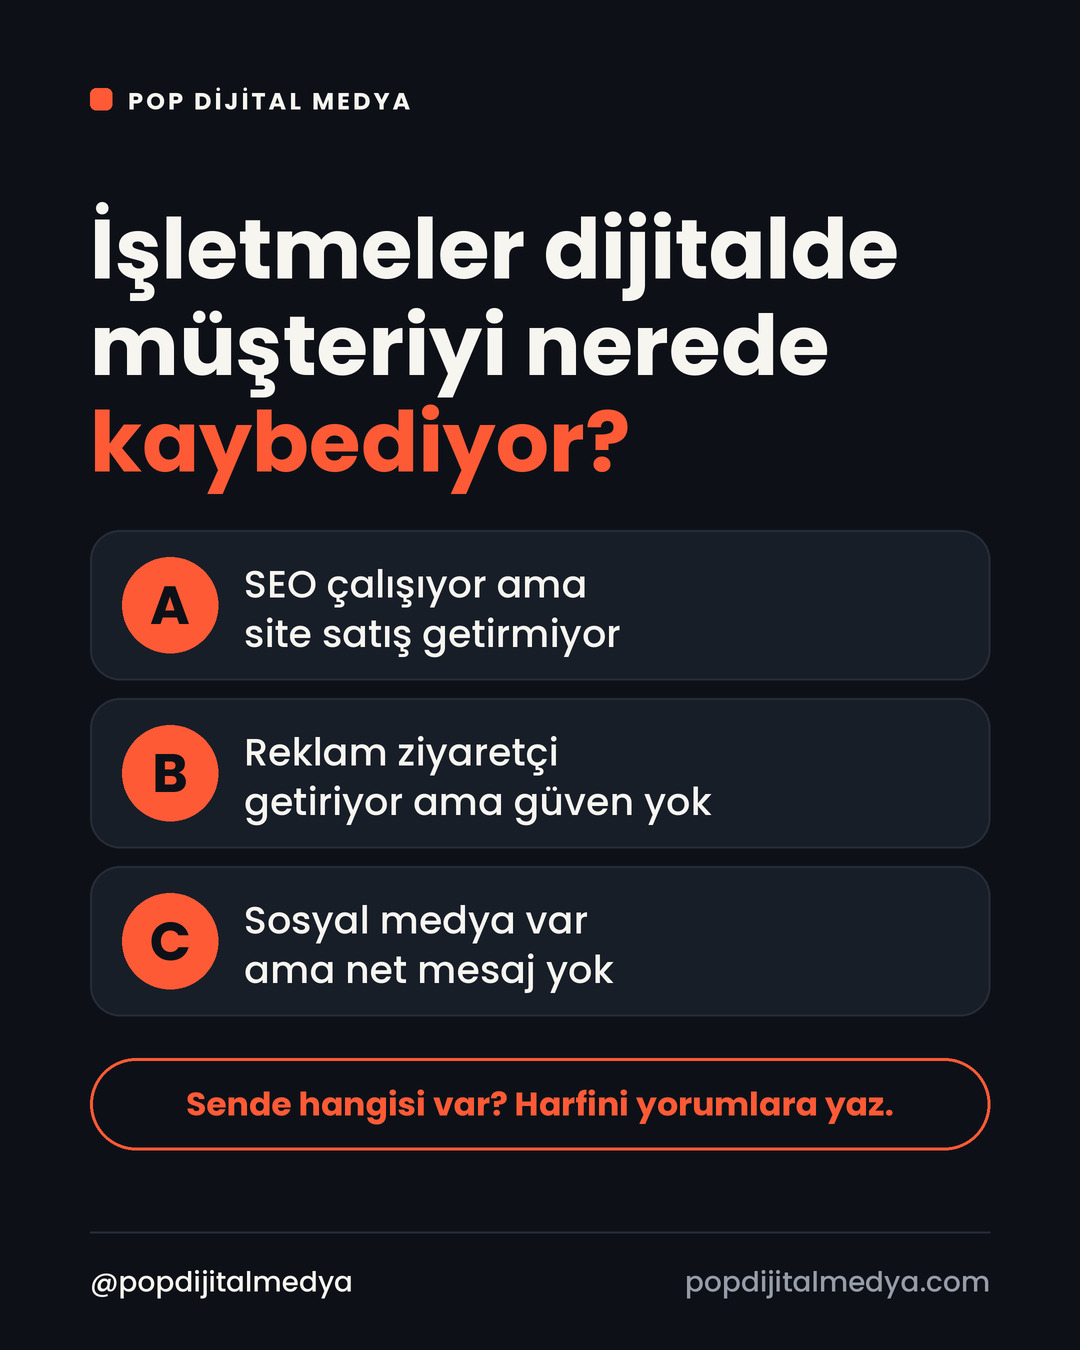 POP DİJİTAL MEDYA
İşletmeler dijitalde
müşteriyi nerede
kaybediyor?
A
SEO çalışıyor ama
site satış getirmiyor
B
Reklam ziyaretçi
getiriyor ama güven yok
C
Sosyal medya var
ama net mesaj yok
Sende hangisi var? Harfini yorumlara yaz.
@popdijitalmedya
popdijitalmedya.com